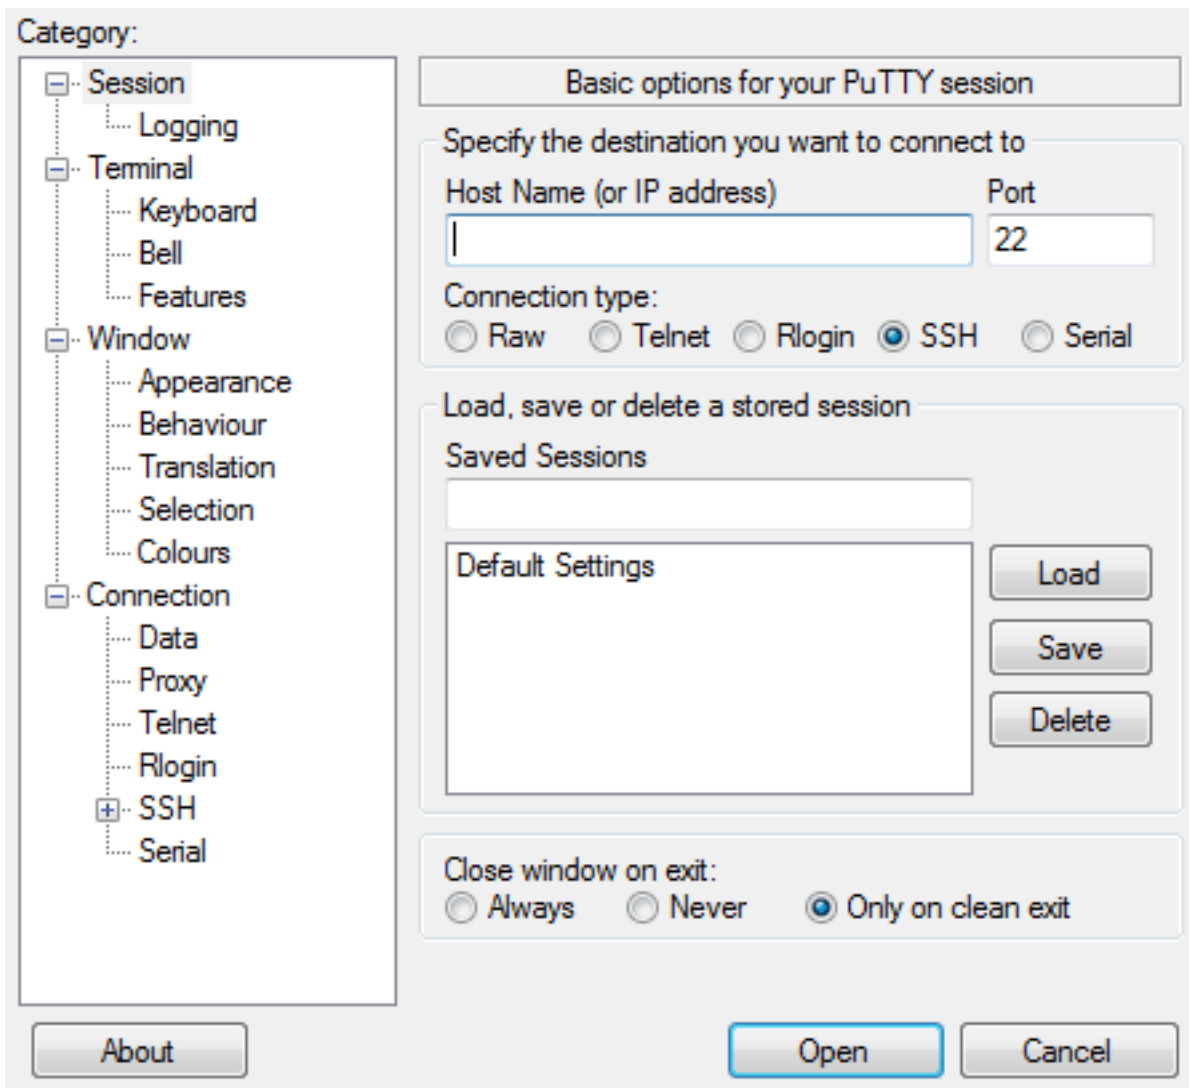 Category:
Session
Logging
Terminal
Keyboard
Bell
Features
Window
Appearance
Behaviour
Translation
Selection
Colours
Connection
Data
Proxy
Telnet
Rlogin
SSH
Serial
Basic options for your PuTTY session
Specify the destination you want to connect to
Host Name (or IP address) Port
22
Connection type:
Raw Telnet Rlogin SSH Serial
Load, save or delete a stored session
Saved Sessions
Default Settings
Load
Save
Delete
Close window on exit:
Always Never Only on clean exit
About Open Cancel